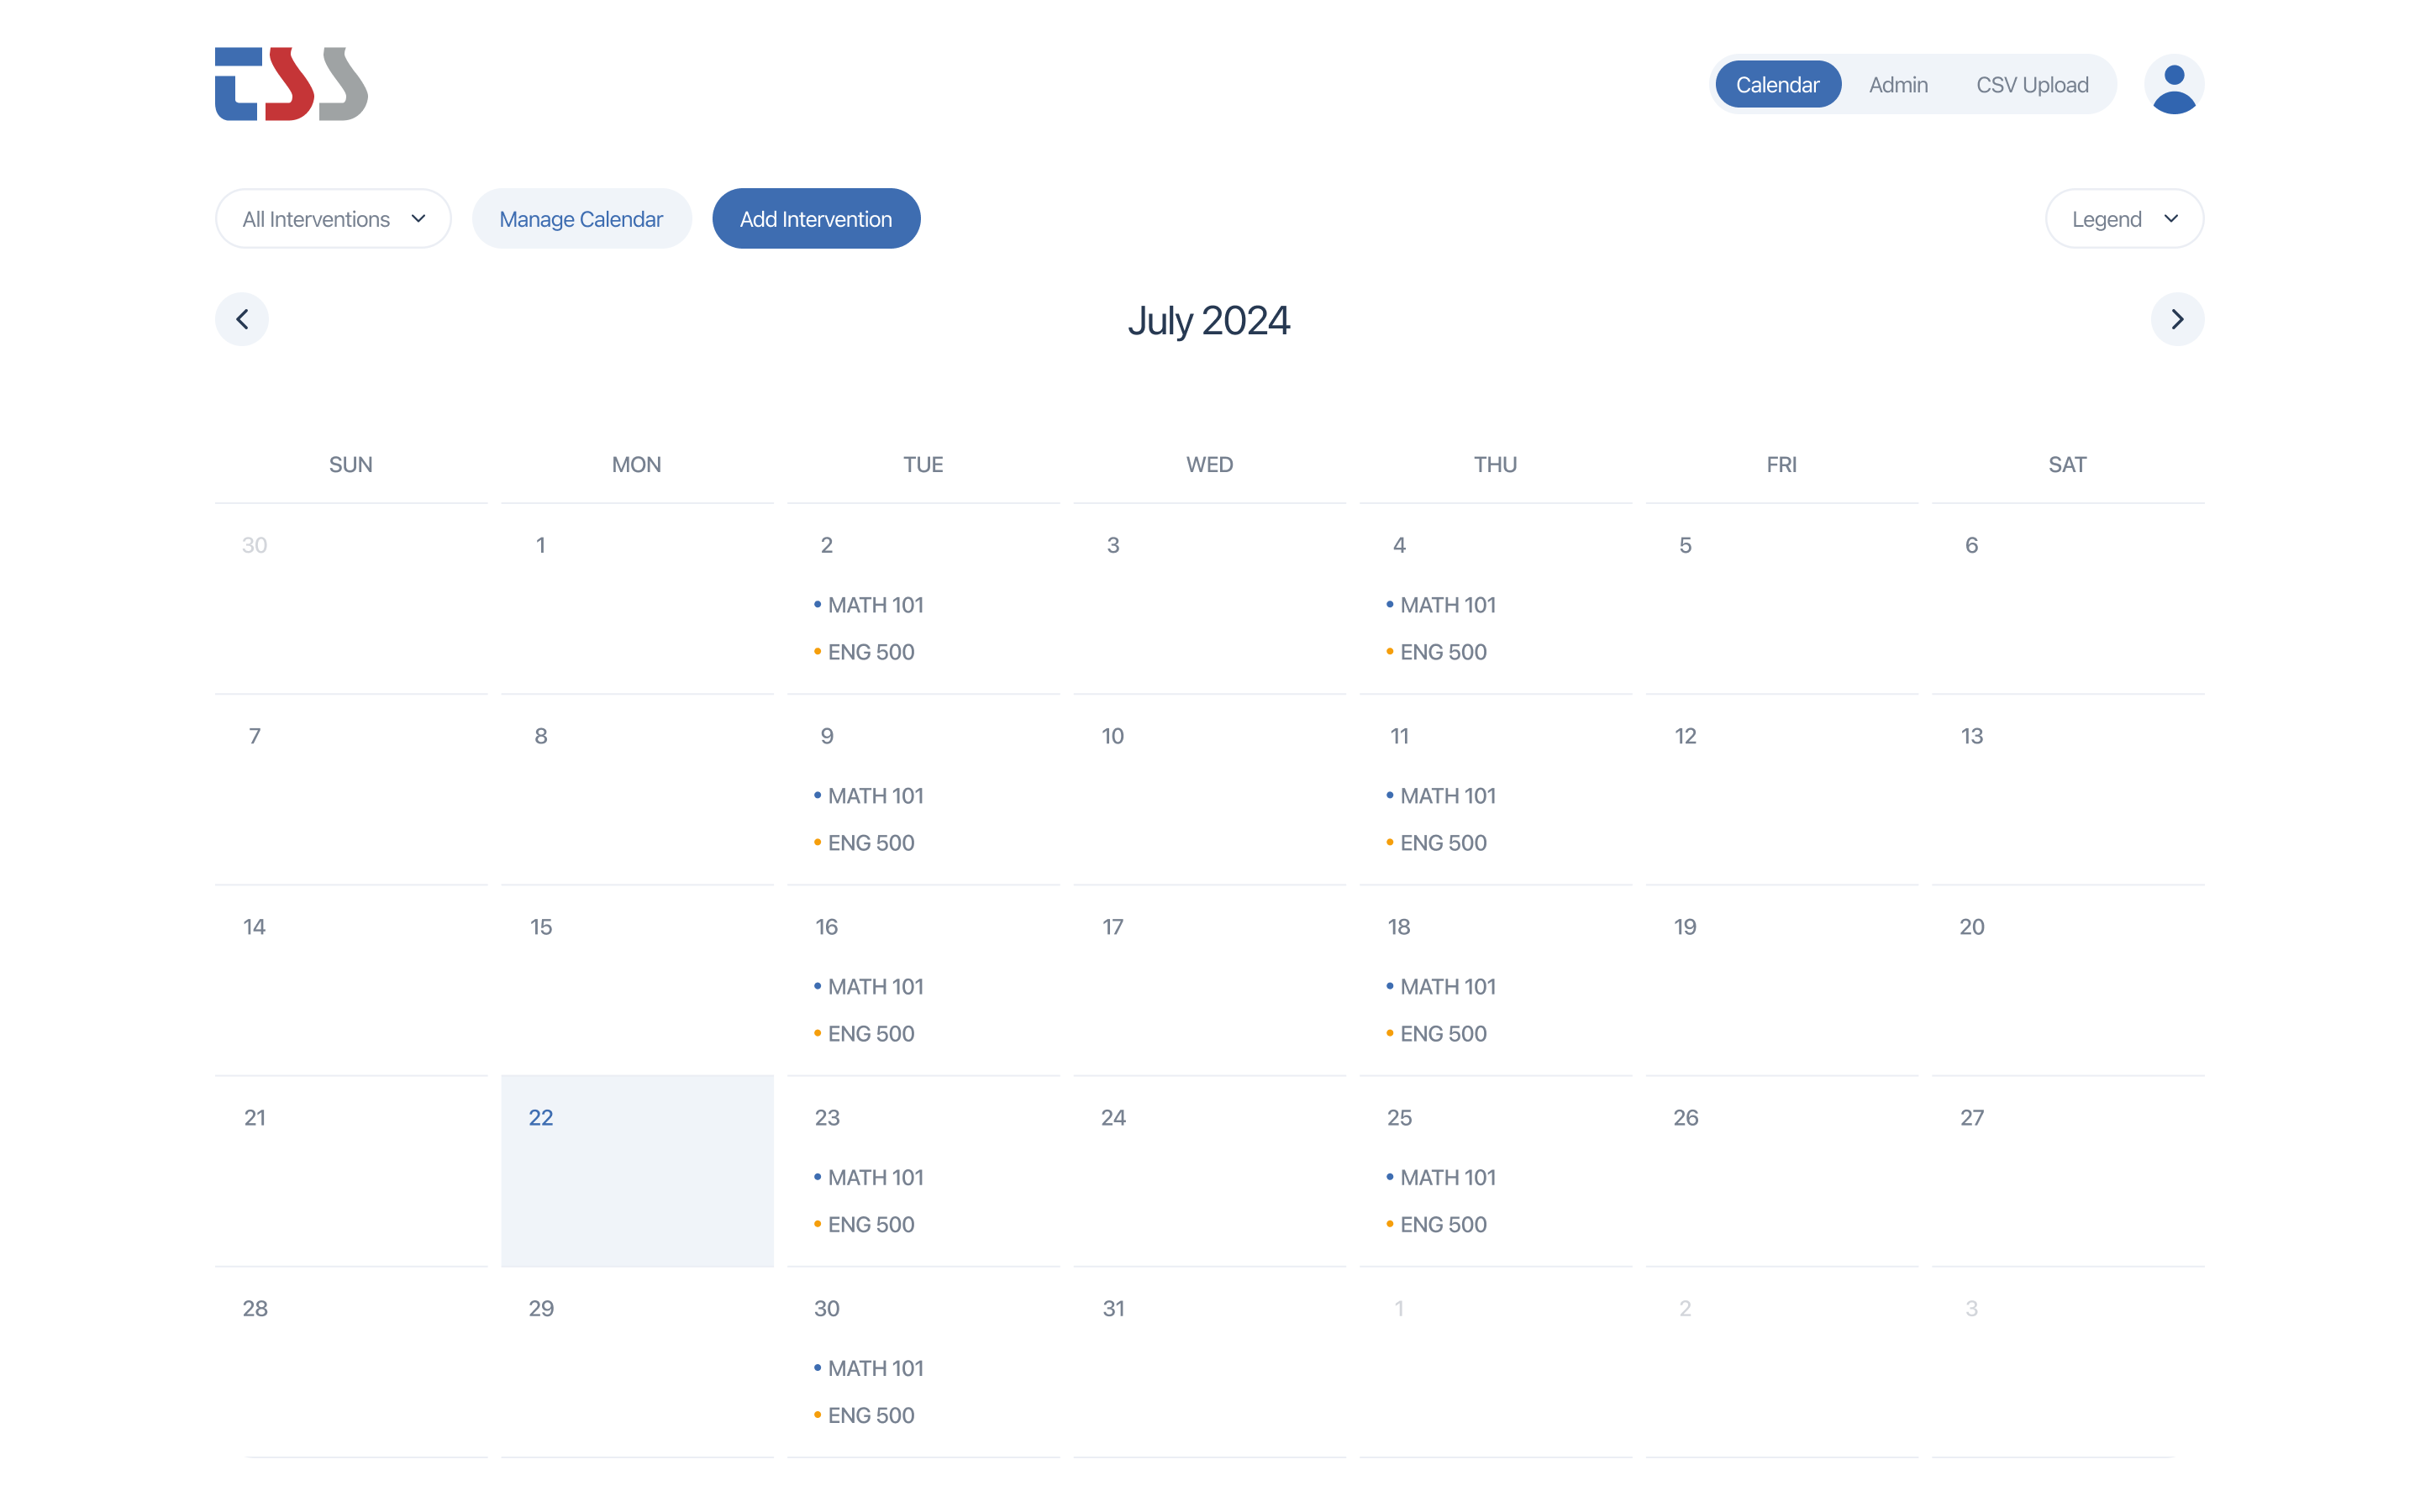 ESS
Calendar Admin CSV Upload
All Interventions Manage Calendar Add Intervention Legend
July 2024
SUN MON TUE WED THU FRI SAT
30 1 2 3 4 5 6
MATH 101 MATH 101
ENG 500 ENG 500
7 8 9 10 11 12 13
MATH 101 MATH 101
ENG 500 ENG 500
14 15 16 17 18 19 20
MATH 101 MATH 101
ENG 500 ENG 500
21 22 23 24 25 26 27
MATH 101 MATH 101
ENG 500 ENG 500
28 29 30 31 1 2 3
MATH 101
ENG 500